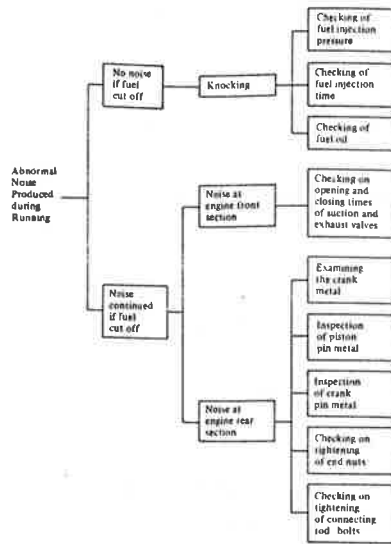 Abnormal
Noise
Produced
during
Running
No noise
if fuel
cut off
Knocking
Checking of
fuel injection
pressure
Checking of
fuel injection
time
Checking of
fuel oil
Noise
continued
if fuel
cut off
Noise at
engine front
section
Checking on
opening and
closing times
of suction and
exhaust valves
Noise at
engine rear
section
Examining
the crank
metal
Inspection
of piston
pin metal
Inspection
of crank
pin metal
Checking on
tightening
of end nuts
Checking on
tightening
of connecting
rod bolts